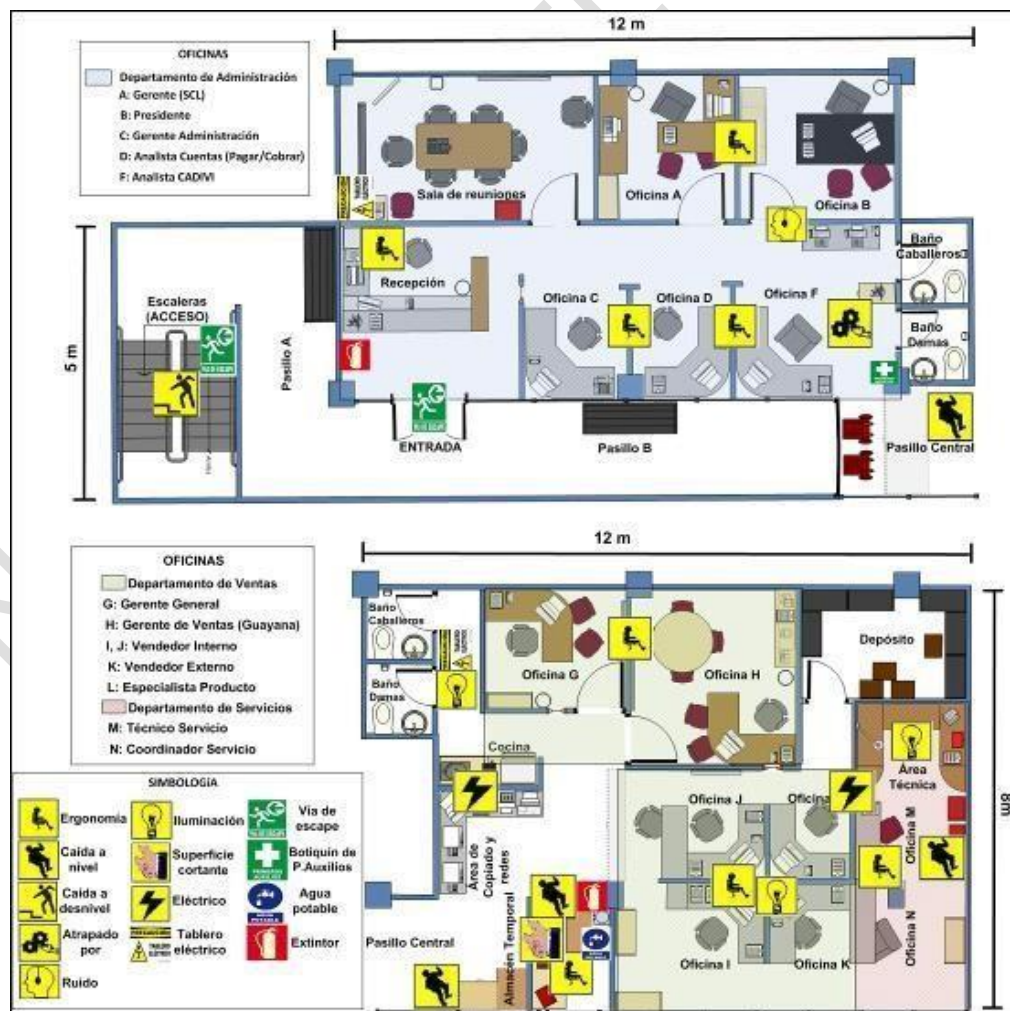 12 m
OFICINAS
Departamento de Administración
A: Gerente (SCL)
B: Presidente
C: Gerente Administración
D: Analista Cuentas (Pagar/Cobrar)
F: Analista CADIVI
Sala de reuniones
Oficina A
Oficina B
Baño
Caballeros
Recepción
Oficina C
Oficina D
Oficina F
Baño
Damas
Escaleras
(ACCESO)
5 m
Pasillo A
ENTRADA
Pasillo B
Pasillo Central
12 m
OFICINAS
Departamento de Ventas
G: Gerente General
H: Gerente de Ventas (Guayana)
I, J: Vendedor Interno
K: Vendedor Externo
L: Especialista Producto
Departamento de Servicios
M: Técnico Servicio
N: Coordinador Servicio
Baño
Caballeros
Baño
Damas
Oficina G
Oficina H
Depósito
Cocina
Área
Técnica
8m
Oficina J
Oficina
Oficina M
Área de
Copiado y
redes
Almacén Temporal
Pasillo Central
Oficina I
Oficina K
Oficina N
SIMBOLOGÍA
Ergonomía
Iluminación
Vía de
escape
Caída a
nivel
Superficie
cortante
Botiquin de
P.Auxilios
Caída a
desnivel
Eléctrico
Agua
potable
Atrapado
por
Tablero
eléctrico
Extintor
Ruido